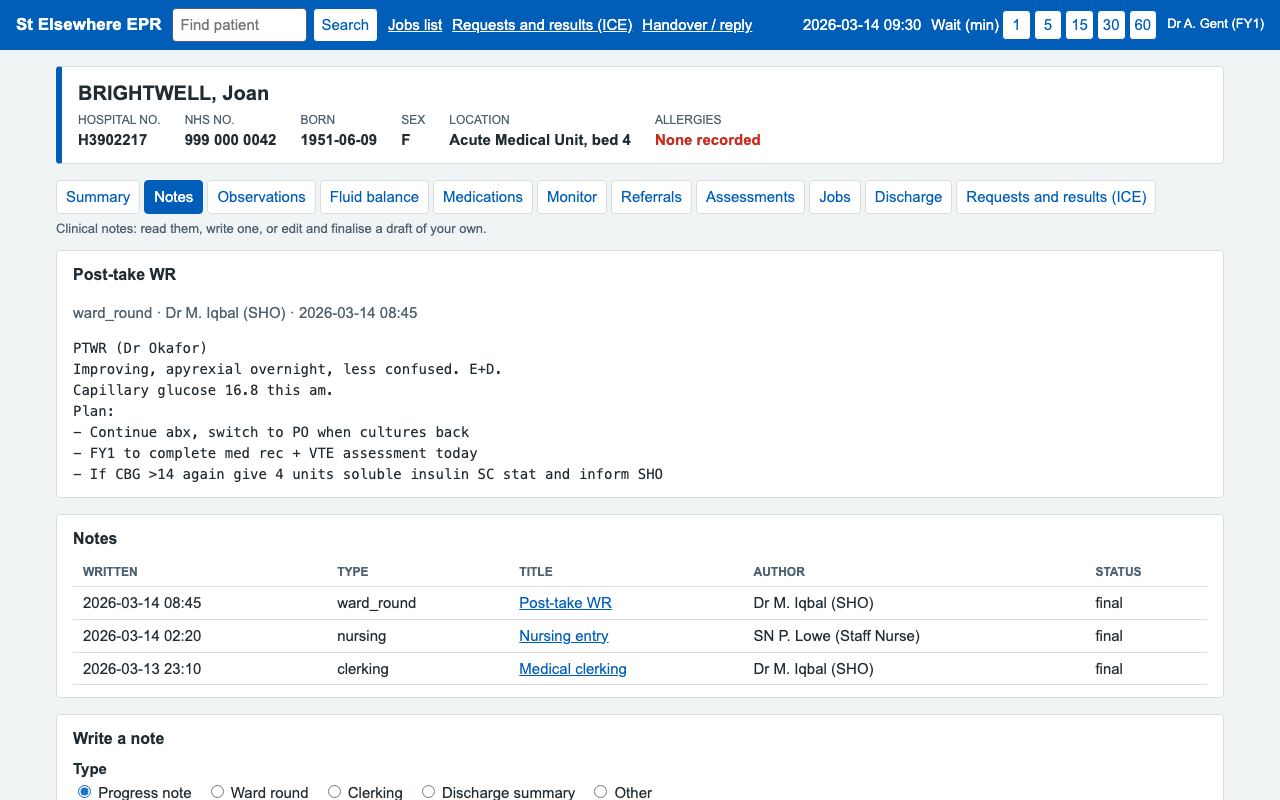 St Elsewhere EPR Find patient Search Jobs list Requests and results (ICE) Handover / reply 2026-03-14 09:30 Wait (min) 1 5 15 30 60 Dr A. Gent (FY1)
BRIGHTWELL, Joan
HOSPITAL NO. NHS NO. BORN SEX LOCATION ALLERGIES
H3902217 999 000 0042 1951-06-09 F Acute Medical Unit, bed 4 None recorded
Summary Notes Observations Fluid balance Medications Monitor Referrals Assessments Jobs Discharge Requests and results (ICE)
Clinical notes: read them, write one, or edit and finalise a draft of your own.
Post-take WR
ward_round · Dr M. Iqbal (SHO) · 2026-03-14 08:45
PTWR (Dr Okafor)
Improving, apyrexial overnight, less confused. E+D.
Capillary glucose 16.8 this am.
Plan:
- Continue abx, switch to PO when cultures back
- FY1 to complete med rec + VTE assessment today
- If CBG >14 again give 4 units soluble insulin SC stat and inform SHO
Notes
WRITTEN TYPE TITLE AUTHOR STATUS
2026-03-14 08:45 ward_round Post-take WR Dr M. Iqbal (SHO) final
2026-03-14 02:20 nursing Nursing entry SN P. Lowe (Staff Nurse) final
2026-03-13 23:10 clerking Medical clerking Dr M. Iqbal (SHO) final
Write a note
Type
Progress note Ward round Clerking Discharge summary Other